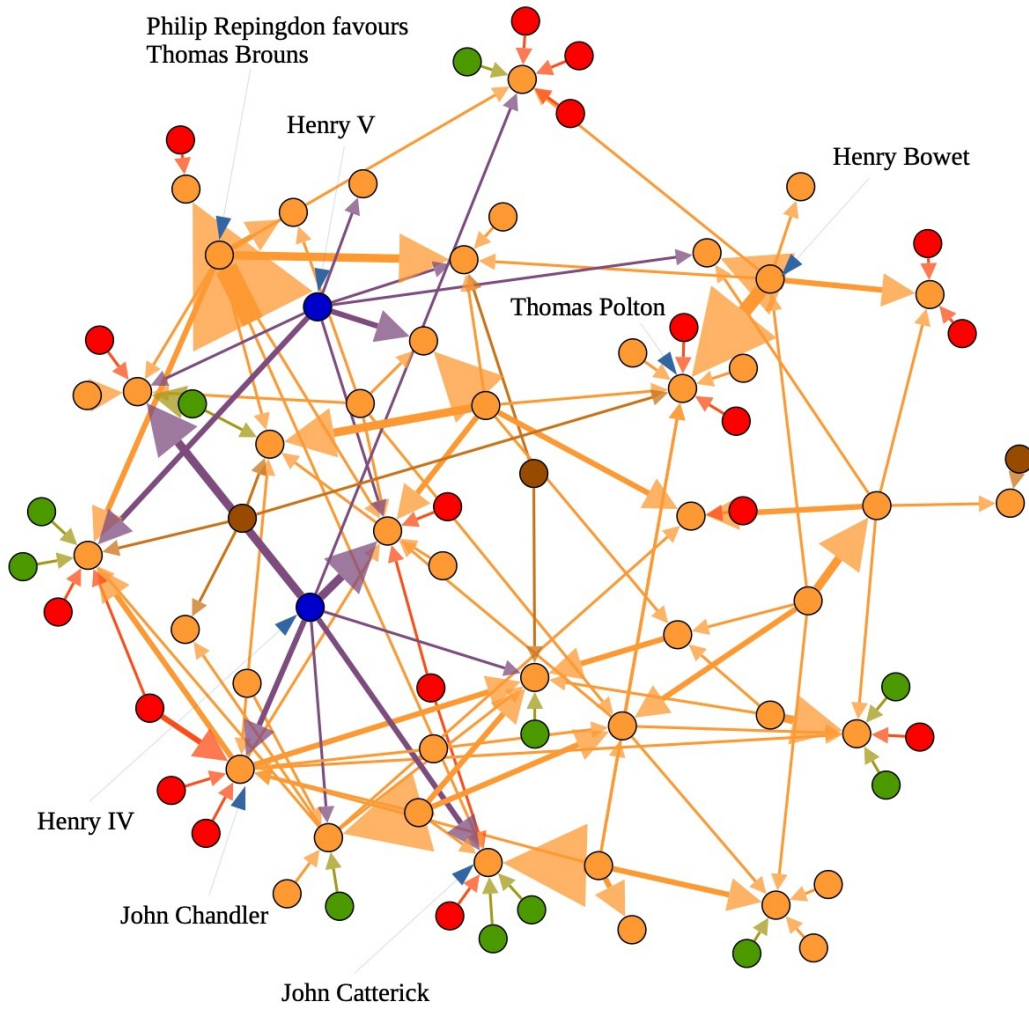 Philip Repingdon favours
Thomas Brouns
Henry V
Henry Bowet
Thomas Polton
Henry IV
John Chandler
John Catterick